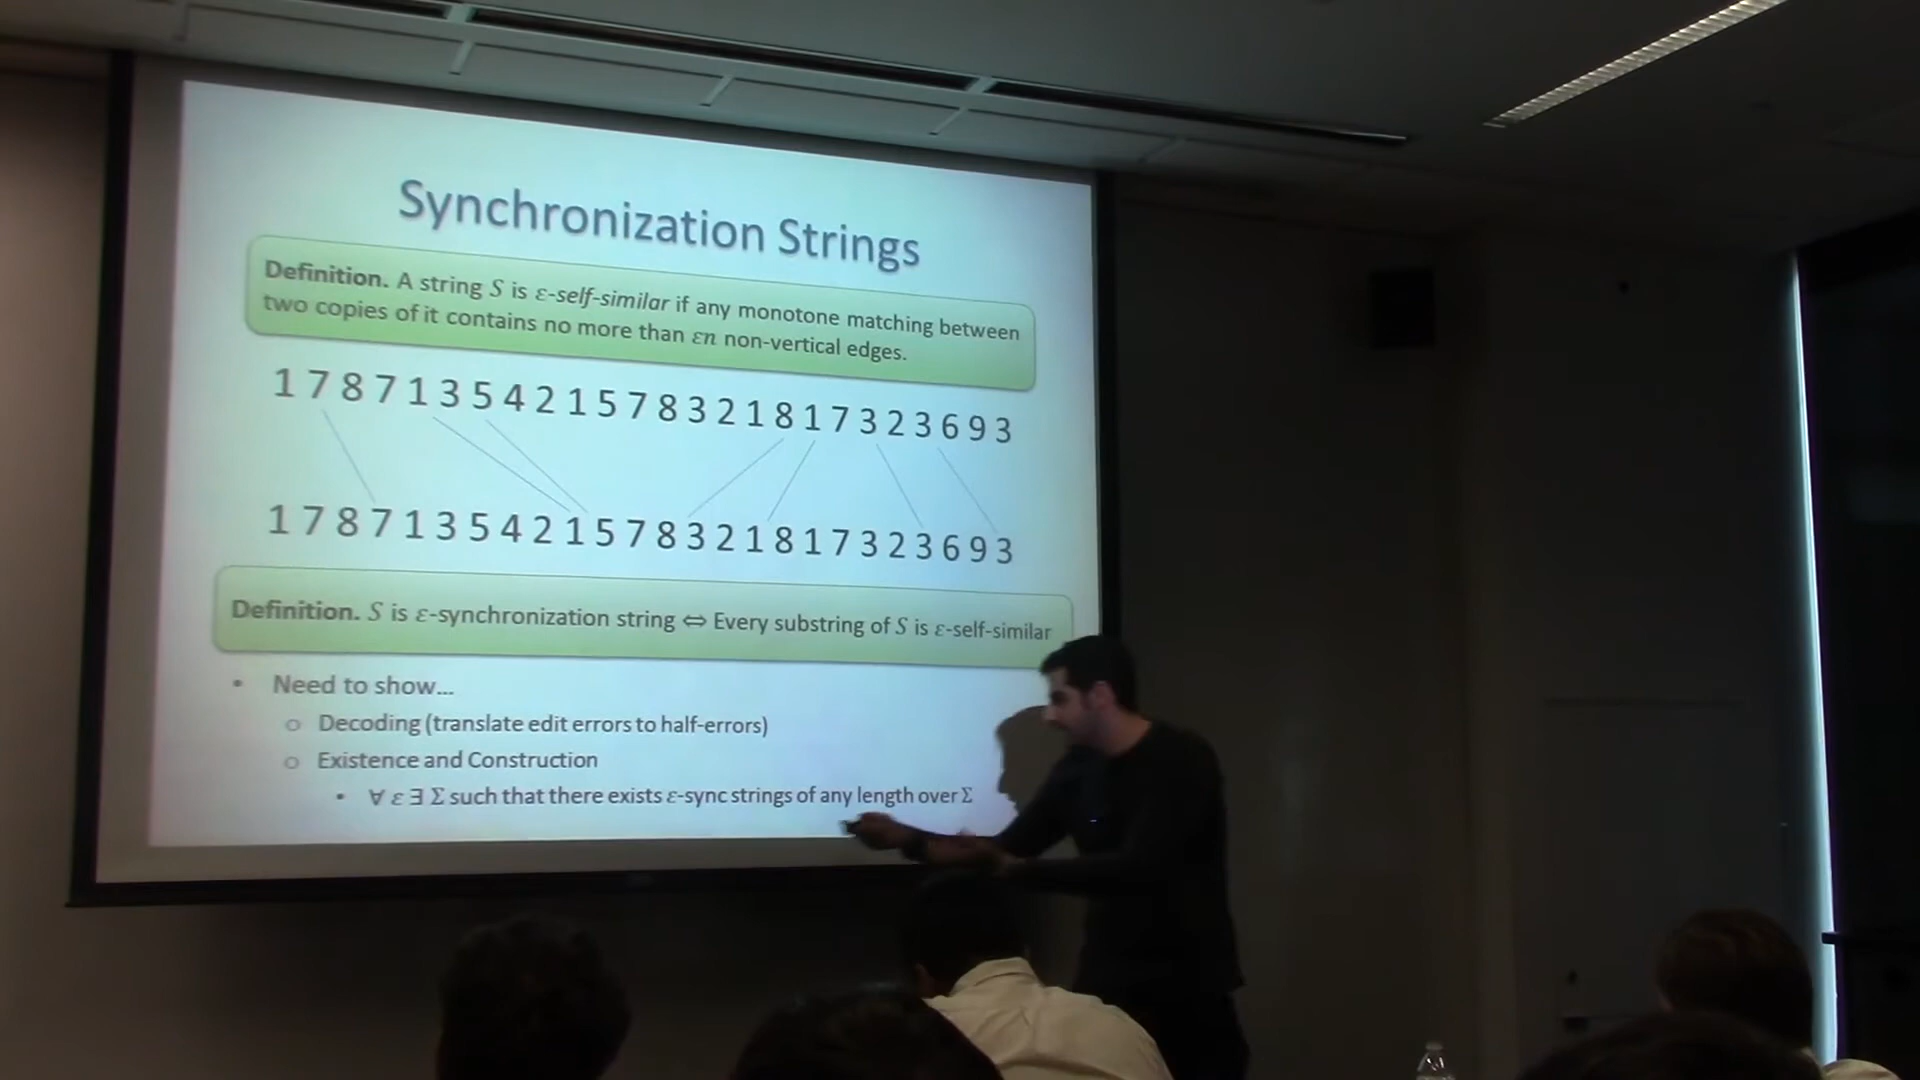 Synchronization Strings
Definition. A string S is ε-self-similar if any monotone matching between
two copies of it contains no more than εn non-vertical edges.
1 7 8 7 1 3 5 4 2 1 5 7 8 3 2 1 8 1 7 3 2 3 6 9 3
1 7 8 7 1 3 5 4 2 1 5 7 8 3 2 1 8 1 7 3 2 3 6 9 3
Definition. S is ε-synchronization string ⇔ Every substring of S is ε-self-similar
• Need to show...
o Decoding (translate edit errors to half-errors)
o Existence and Construction
• ∀ ε ∃ Σ such that there exists ε-sync strings of any length over Σ